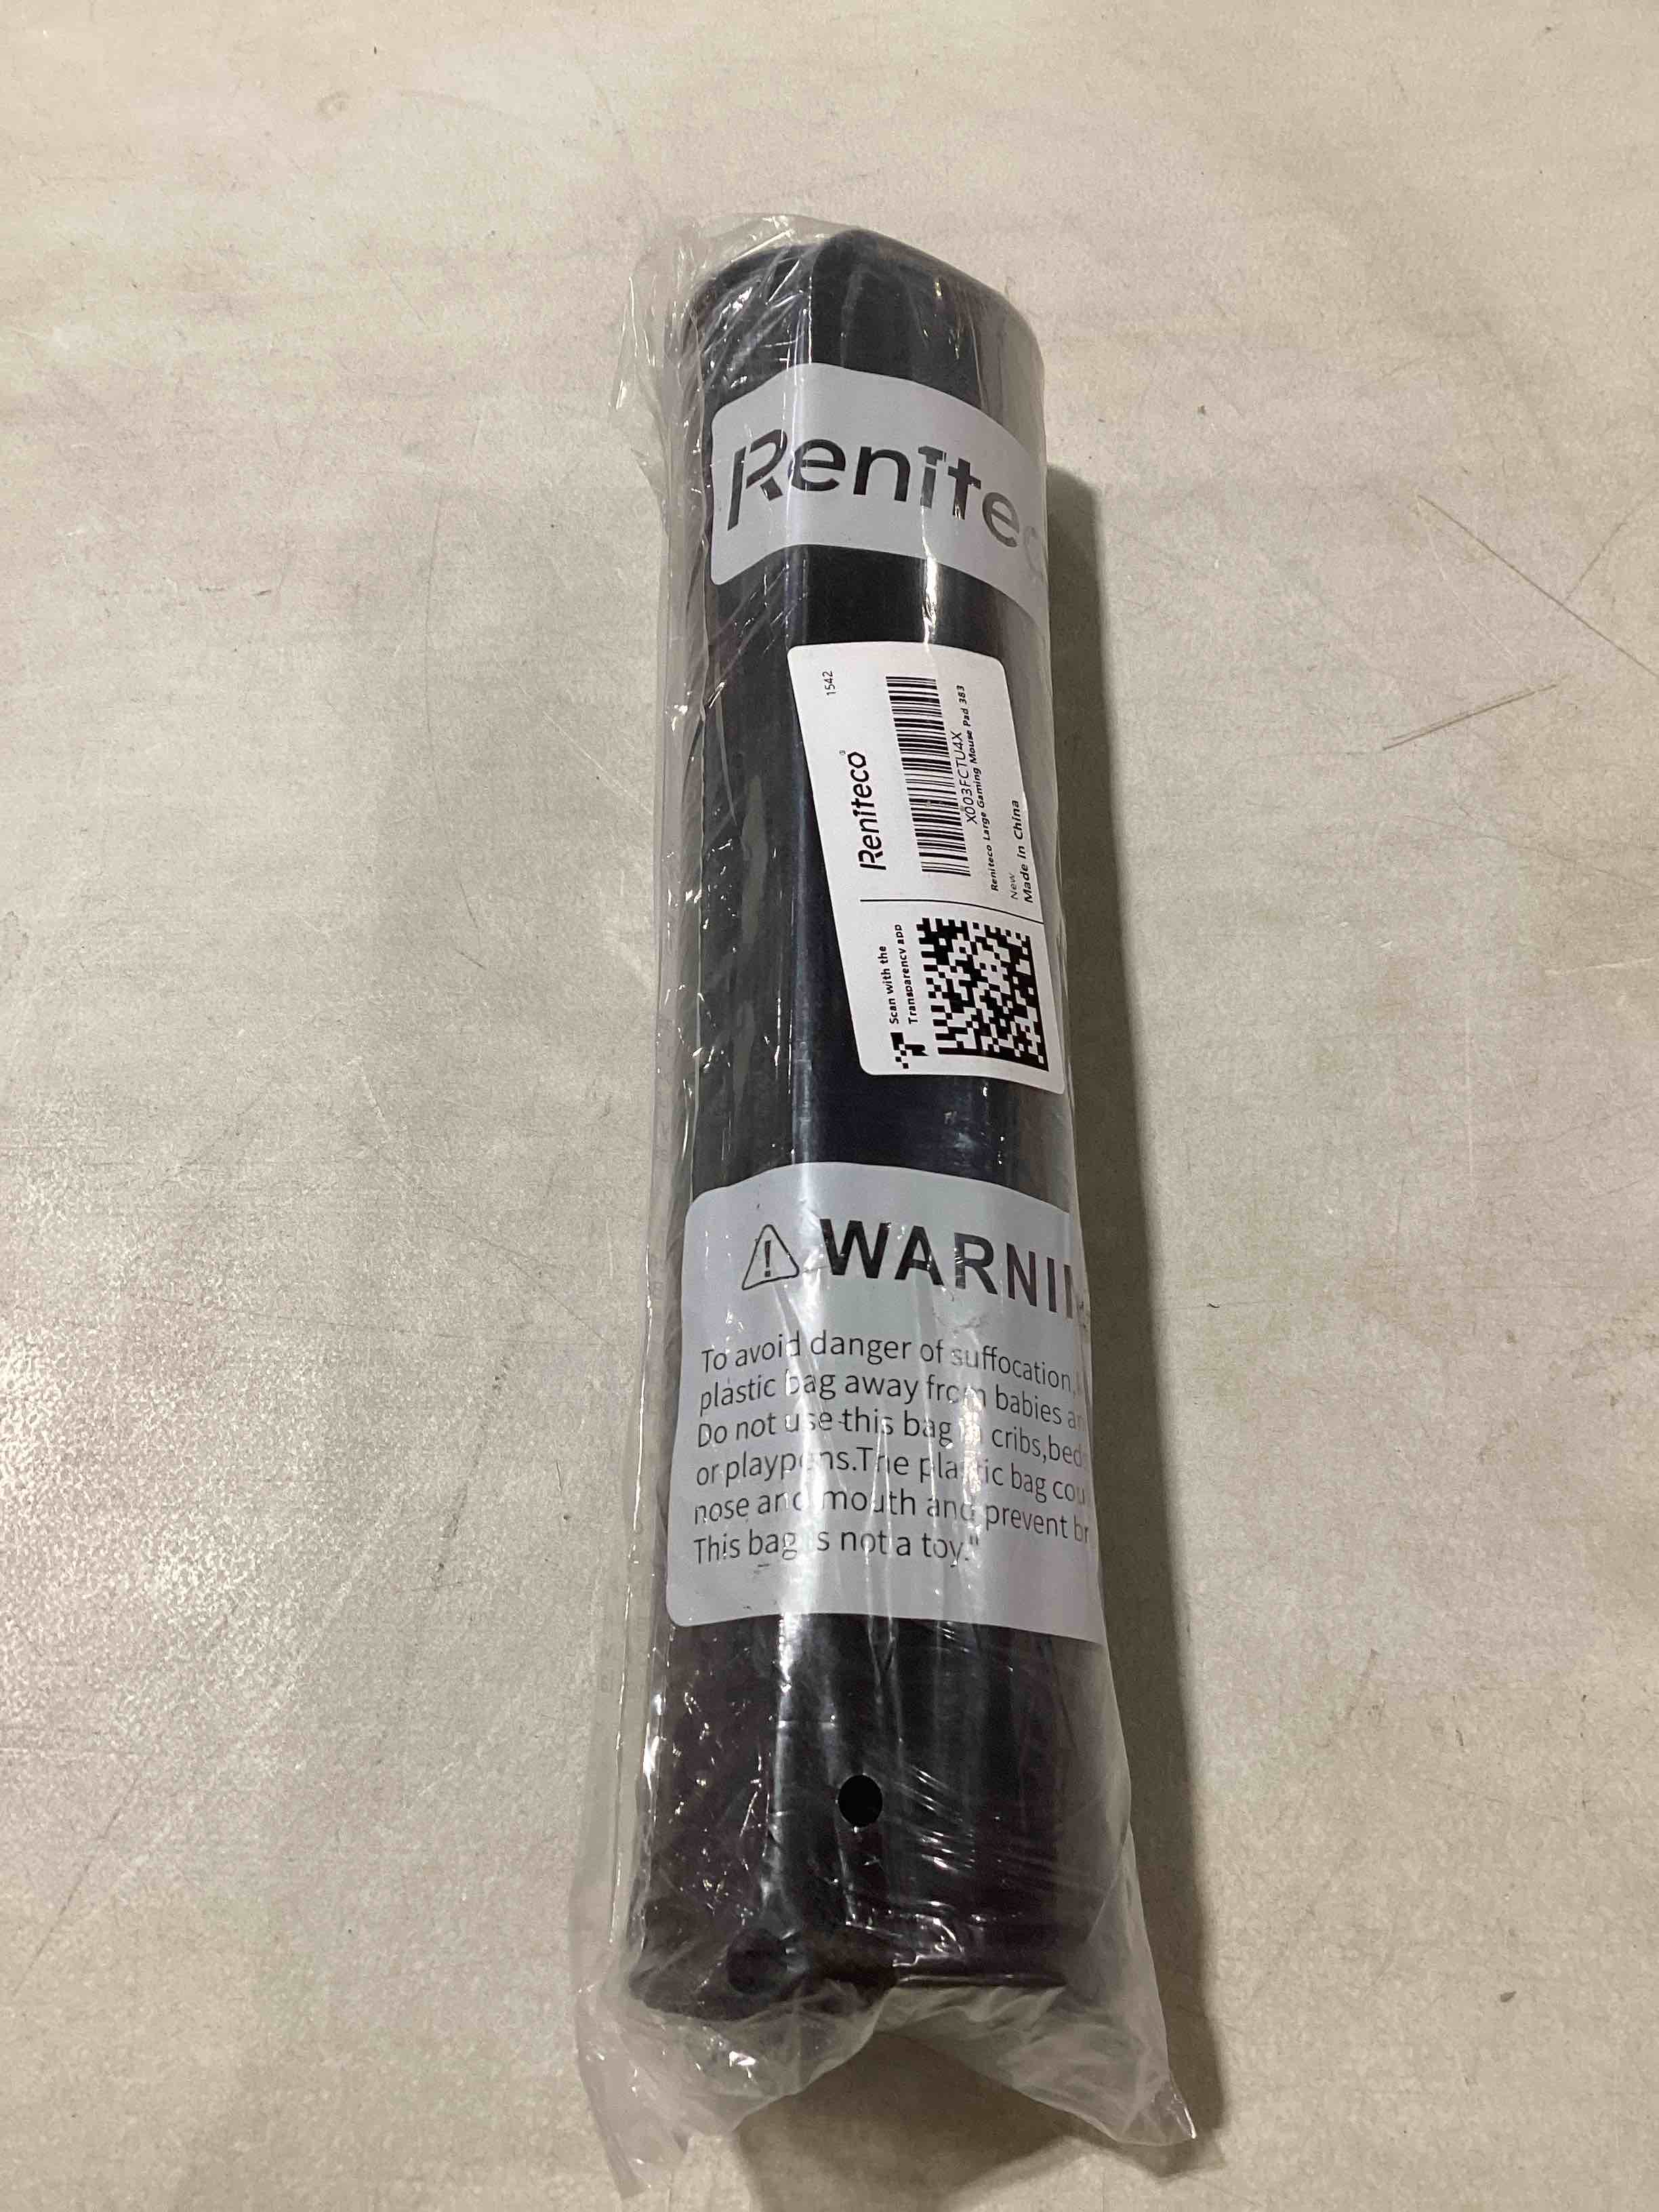 Reniteco
1542
Reniteco
X003FCTU4X
Reniteco Large Gaming Mouse Pad 383
New
Made In China
Scan with the
Transparency app
WARNIN
To avoid danger of suffocation,
plastic bag away from babies a
Do not use this bag in cribs,bed
or playpens.The plastic bag cou
nose and mouth and prevent br
This bag is not a toy."